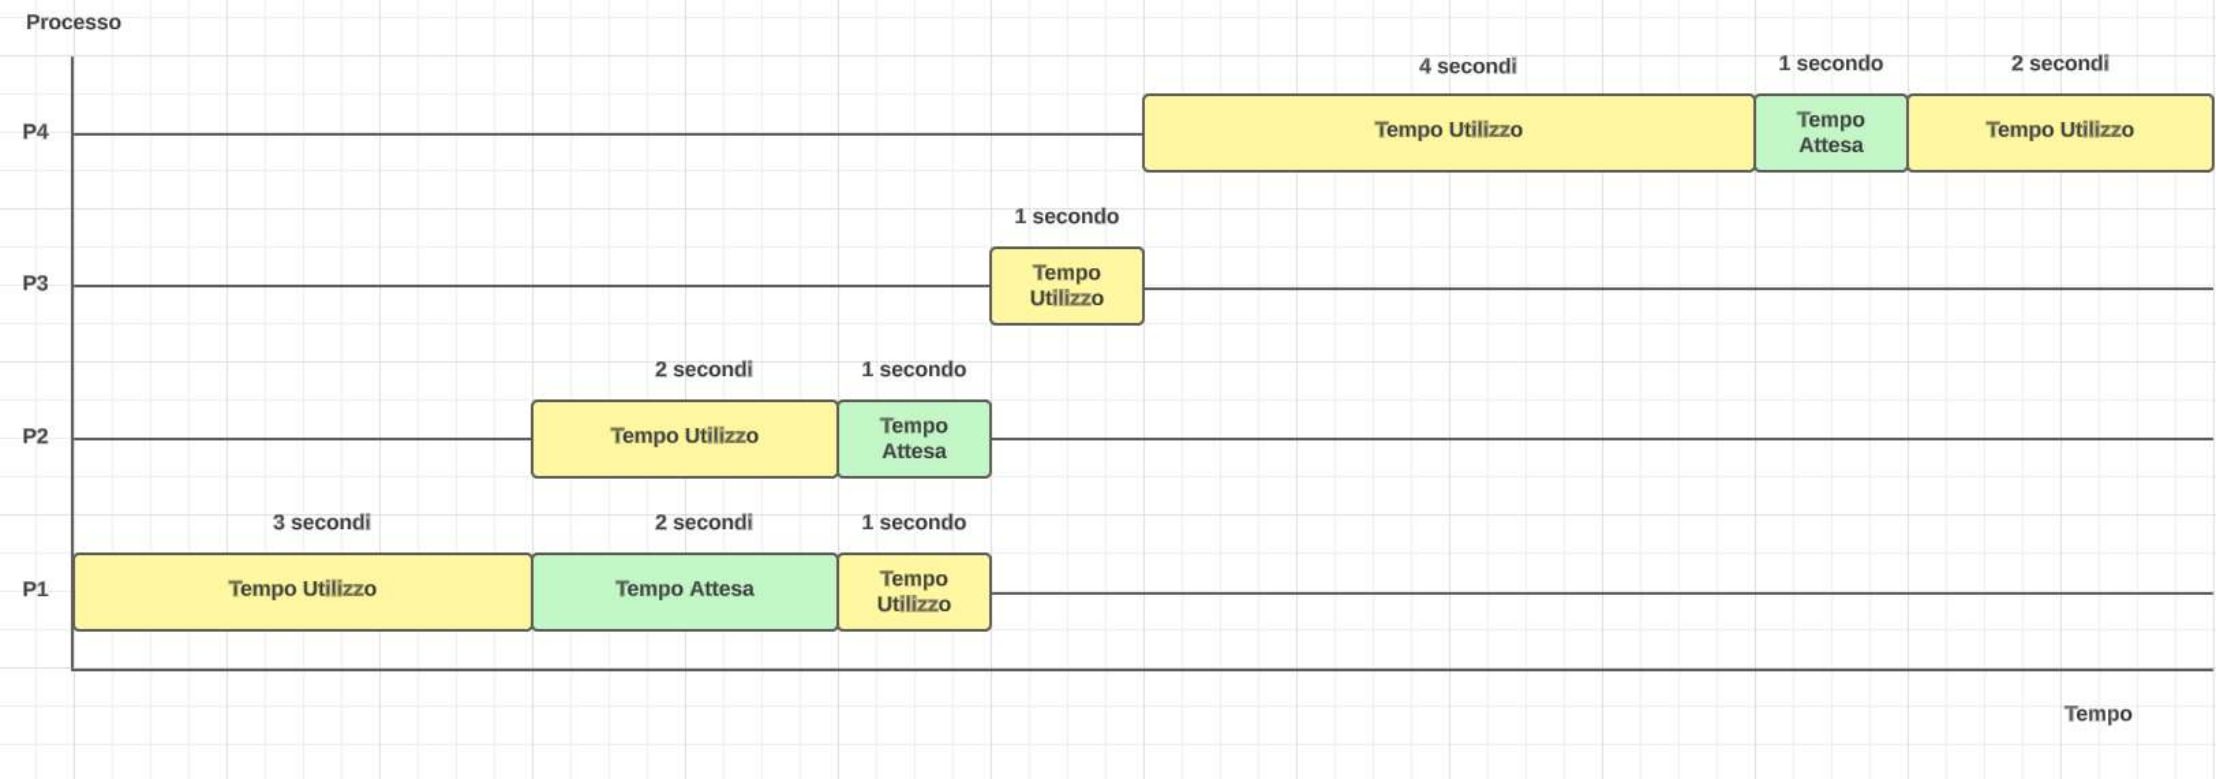 Processo
4 secondi
1 secondo
2 secondi
P4
Tempo Utilizzo
Tempo
Attesa
Tempo Utilizzo
1 secondo
P3
Tempo
Utilizzo
2 secondi
1 secondo
P2
Tempo Utilizzo
Tempo
Attesa
3 secondi
2 secondi
1 secondo
P1
Tempo Utilizzo
Tempo Attesa
Tempo
Utilizzo
Tempo